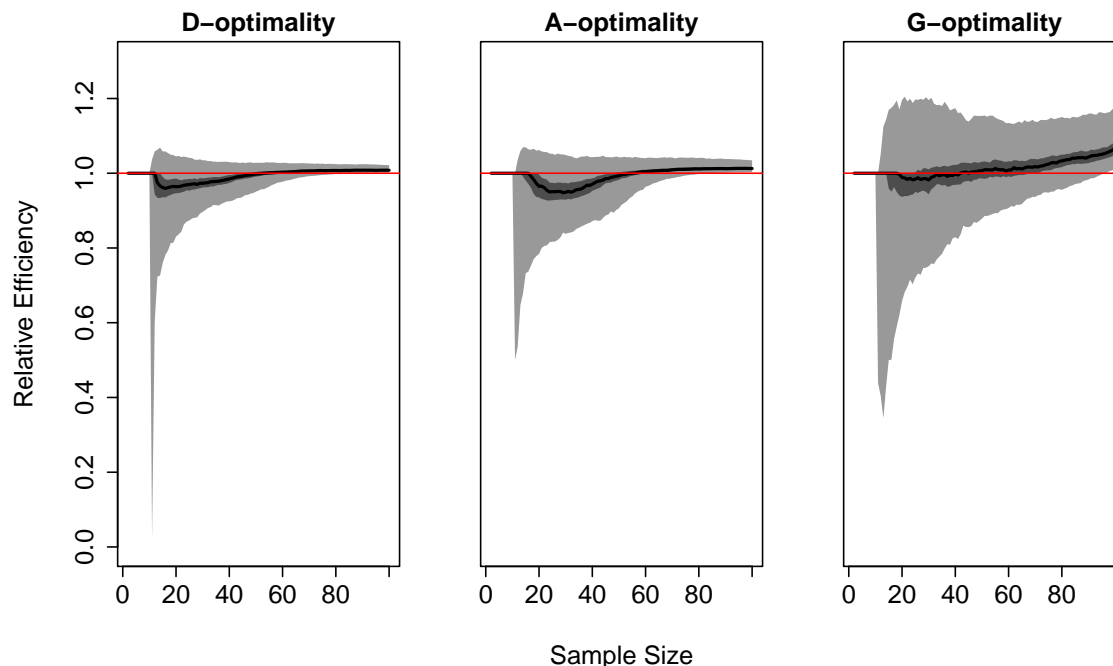 D−optimality
A−optimality
G−optimality
Relative Efficiency
1.2
1.0
0.8
0.6
0.4
0.2
0.0
0 20 40 60 80
0 20 40 60 80
0 20 40 60 80
Sample Size